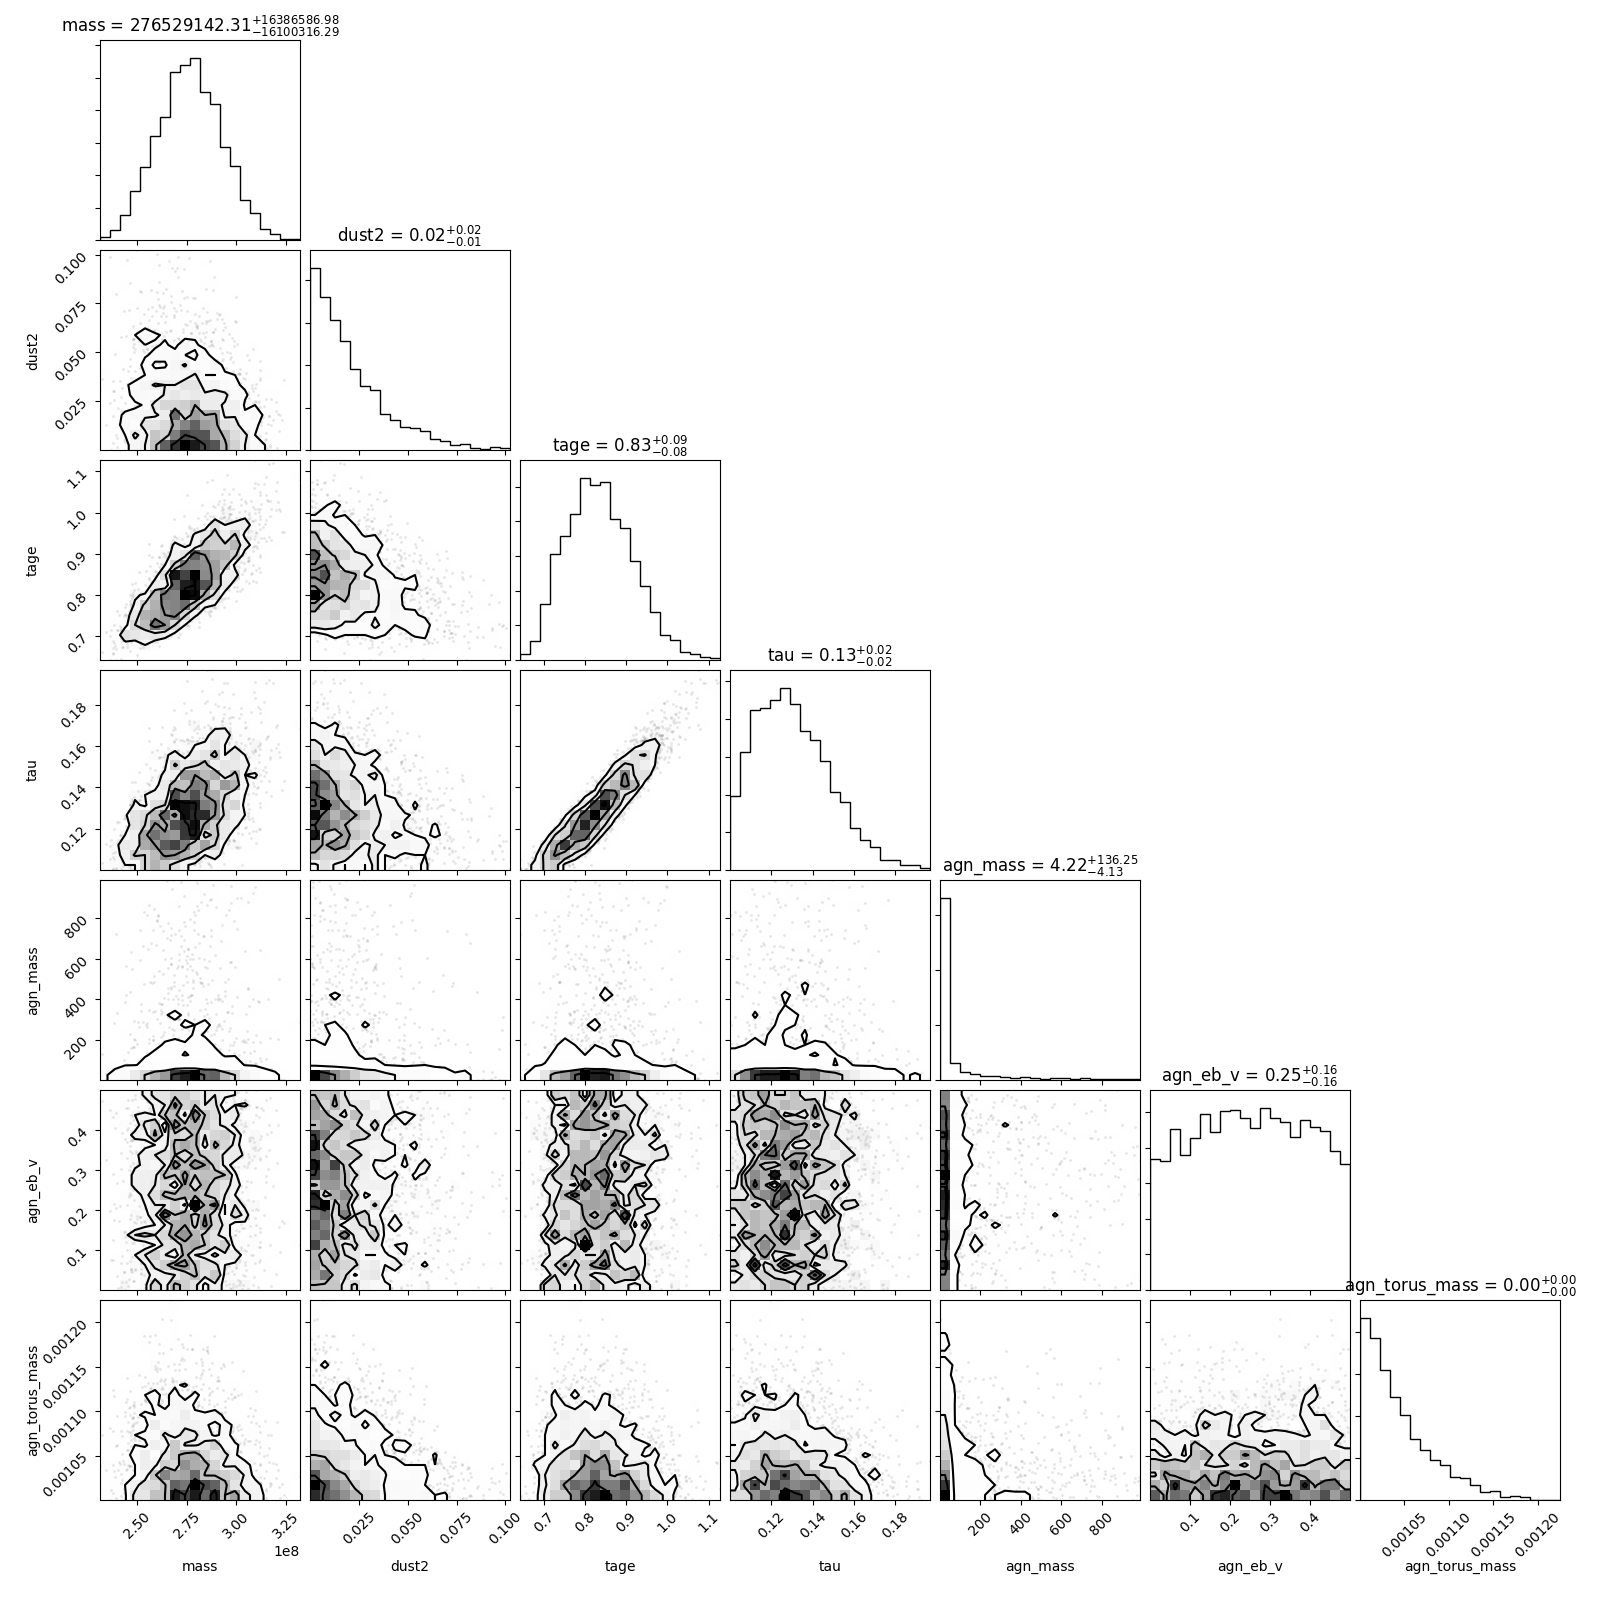 mass = 276529142.31+16386586.98−16100316.29
dust2 = 0.02+0.02−0.01
0.100
0.075
0.050
0.025
dust2
tage = 0.83+0.09−0.08
1.1
1.0
0.9
0.8
0.7
tage
tau = 0.13+0.02−0.02
0.18
0.16
0.14
0.12
tau
agn_mass = 4.22+136.25−4.13
800
600
400
200
agn_mass
agn_eb_v = 0.25+0.16−0.16
0.4
0.3
0.2
0.1
agn_eb_v
agn_torus_mass = 0.00+0.00−0.00
0.00120
0.00115
0.00110
0.00105
agn_torus_mass
2.50 2.75 3.00 3.25 0.025 0.050 0.075 0.100 0.7 0.8 0.9 1.0 1.1 0.12 0.14 0.16 0.18 200 400 600 800 0.1 0.2 0.3 0.4 0.00105 0.00110 0.00115 0.00120
1e8
mass dust2 tage tau agn_mass agn_eb_v agn_torus_mass